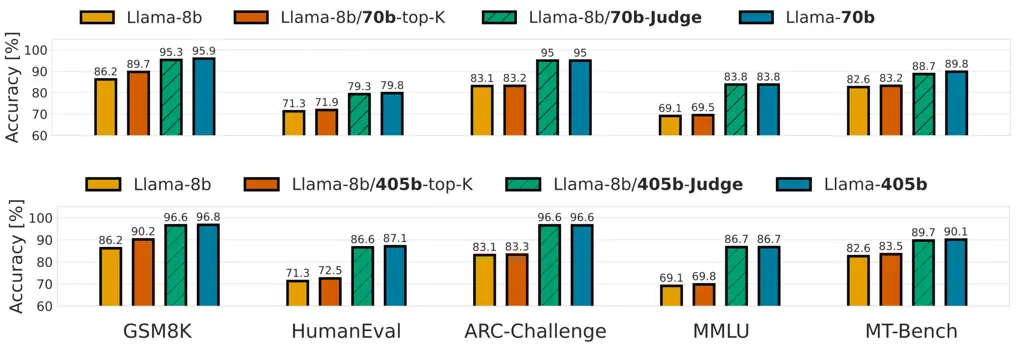 Llama-8b Llama-8b/70b-top-K Llama-8b/70b-Judge Llama-70b
Accuracy [%]
100
90
80
70
60
86.2 89.7 95.3 95.9
71.3 71.9 79.3 79.8
83.1 83.2 95 95
69.1 69.5 83.8 83.8
82.6 83.2 88.7 89.8
Llama-8b Llama-8b/405b-top-K Llama-8b/405b-Judge Llama-405b
Accuracy [%]
100
90
80
70
60
86.2 90.2 96.6 96.8
71.3 72.5 86.6 87.1
83.1 83.3 96.6 96.6
69.1 69.8 86.7 86.7
82.6 83.5 89.7 90.1
GSM8K HumanEval ARC-Challenge MMLU MT-Bench